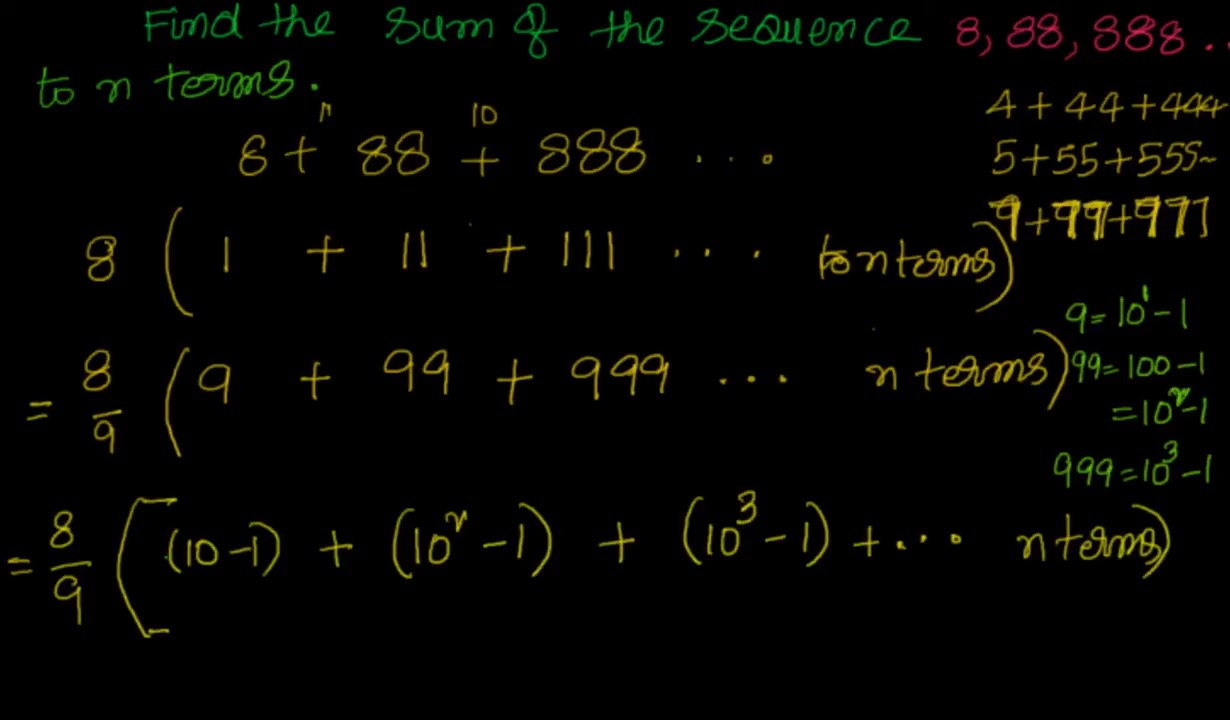 Find the sum of the sequence 8, 88, 888 ...
to n terms.
11 10
8 + 88 + 888 ...
4 + 44 + 444
5 + 55 + 555~
9 + 99 + 999
8 ( 1 + 11 + 111 .... to n terms)
9 = 10¹ - 1
= 8/9 ( 9 + 99 + 999 ... n terms)
99 = 100 - 1
= 10² - 1
999 = 10³ - 1
= 8/9 ([ (10 - 1) + (10² - 1) + (10³ - 1) + .... n terms)